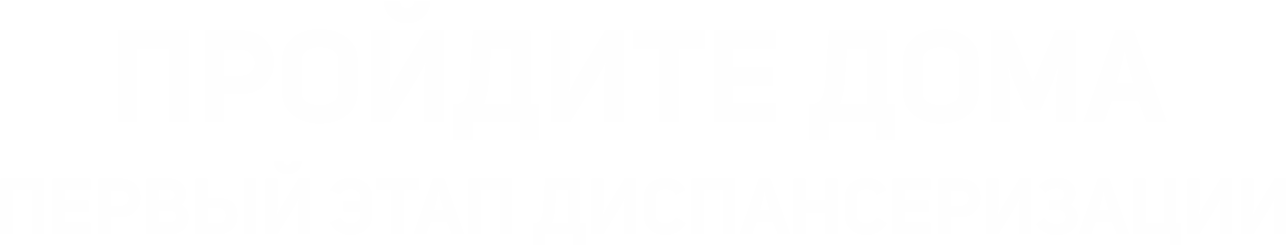 ПРОЙДИТЕ ДОМА
ПЕРВЫЙ ЭТАП ДИСПАНСЕРИЗАЦИИ